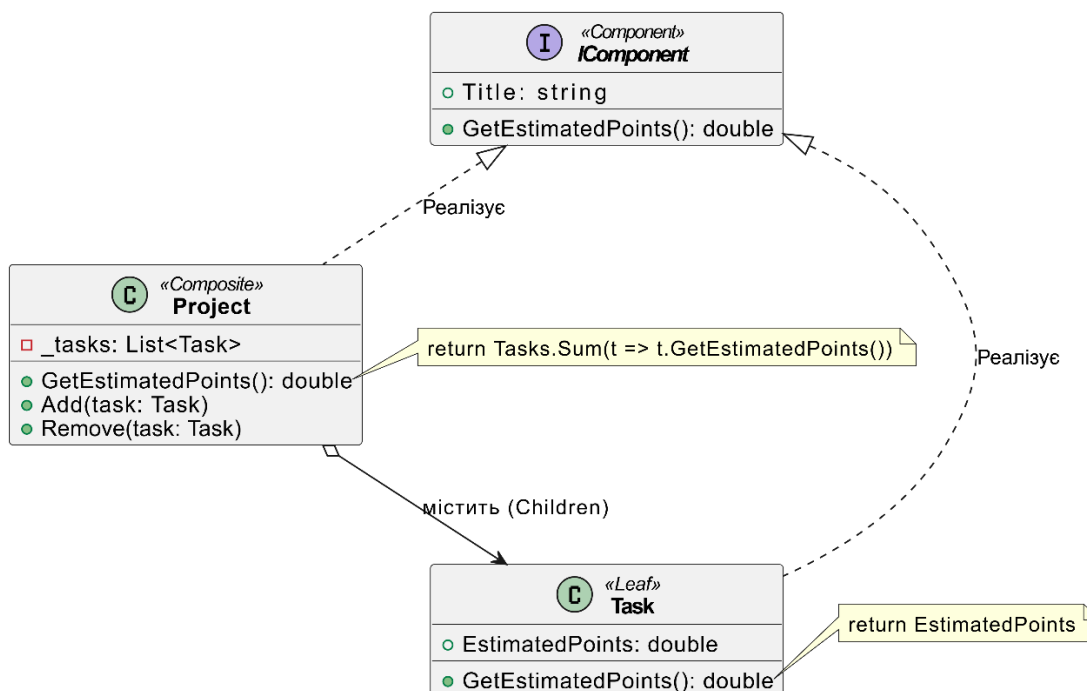 «Component»
I
IComponent
Title: string
GetEstimatedPoints(): double
Реалізує
«Composite»
C
Project
_tasks: List<Task>
GetEstimatedPoints(): double
Add(task: Task)
Remove(task: Task)
return Tasks.Sum(t => t.GetEstimatedPoints())
Реалізує
містить (Children)
«Leaf»
C
Task
EstimatedPoints: double
GetEstimatedPoints(): double
return EstimatedPoints